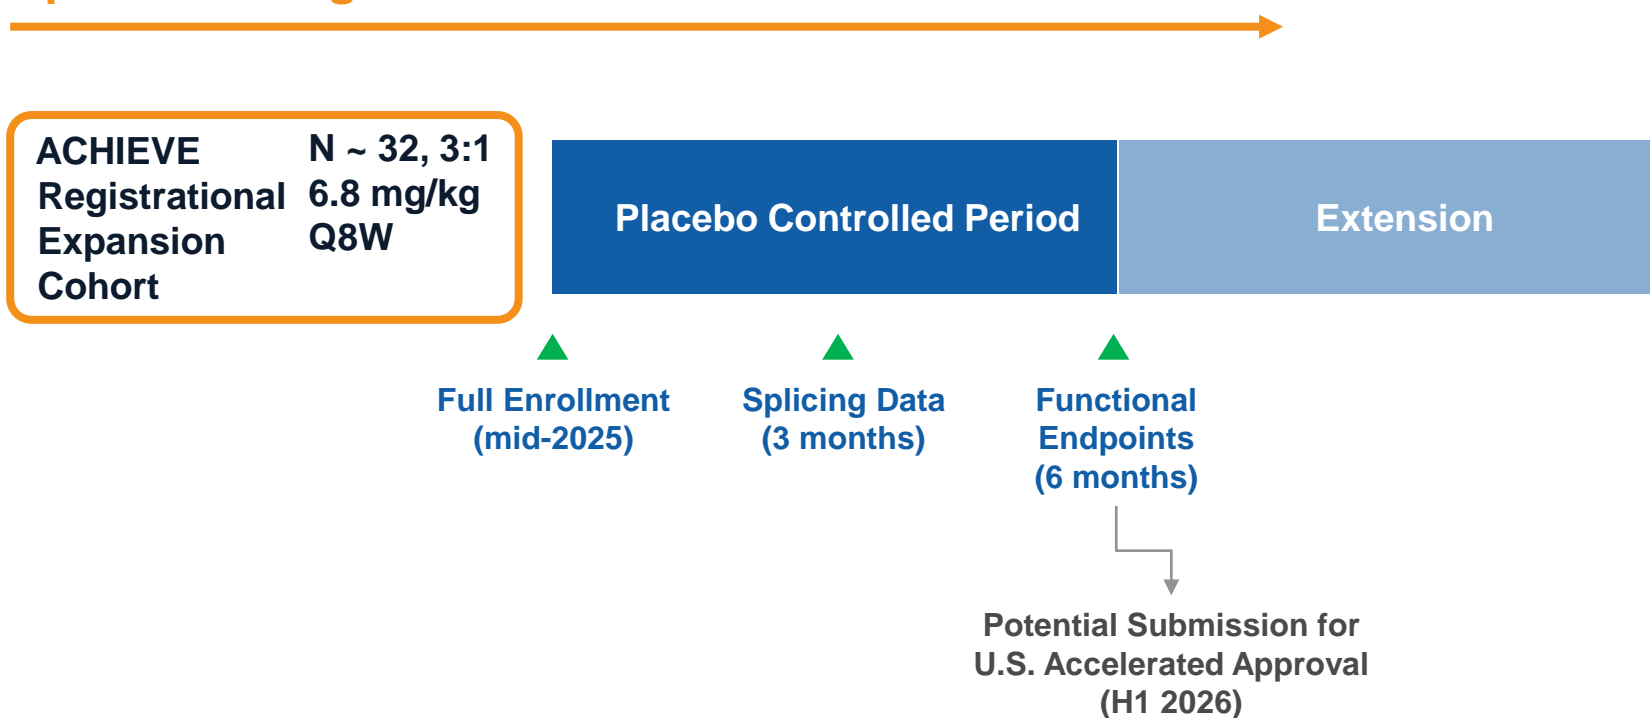 ACHIEVE
Registrational
Expansion
Cohort
N ~ 32, 3:1
6.8 mg/kg
Q8W
Placebo Controlled Period
Extension
Full Enrollment
(mid-2025)
Splicing Data
(3 months)
Functional
Endpoints
(6 months)
Potential Submission for
U.S. Accelerated Approval
(H1 2026)